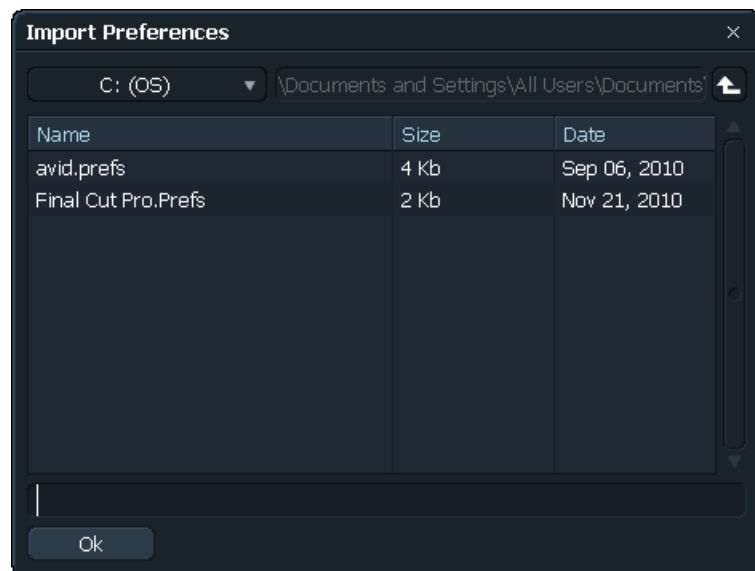 Import Preferences
C: (OS) \Documents and Settings\All Users\Documents\
Name Size Date
avid.prefs 4 Kb Sep 06, 2010
Final Cut Pro.Prefs 2 Kb Nov 21, 2010
Ok